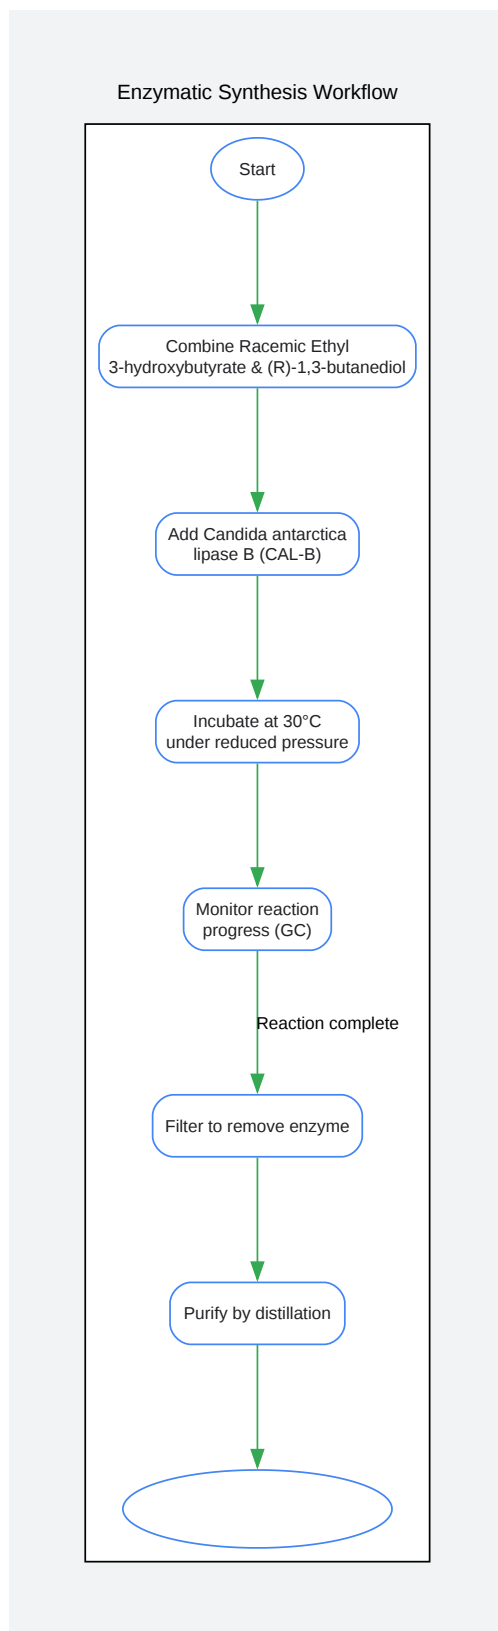 Enzymatic Synthesis Workflow
Start
Combine Racemic Ethyl
3-hydroxybutyrate & (R)-1,3-butanediol
Add Candida antarctica
lipase B (CAL-B)
Incubate at 30°C
under reduced pressure
Monitor reaction
progress (GC)
Reaction complete
Filter to remove enzyme
Purify by distillation